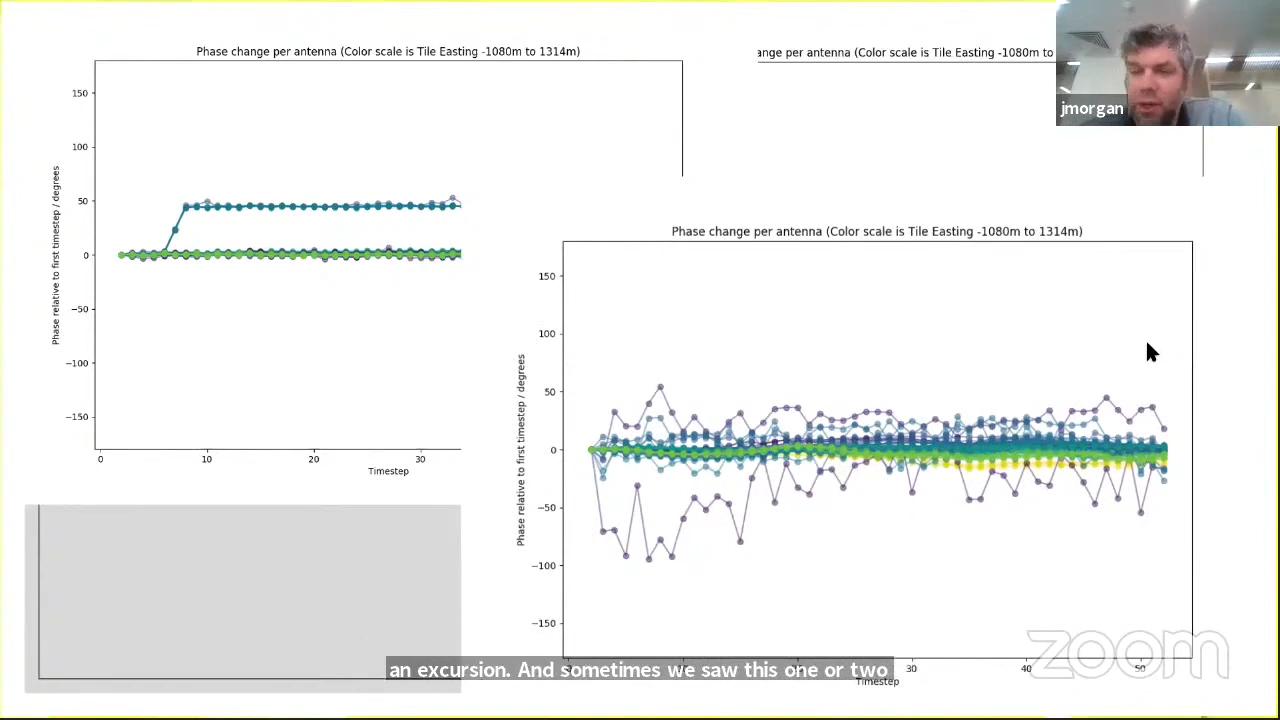 Phase change per antenna (Color scale is Tile Easting -1080m to 1314m)
ange per antenna (Color scale is Tile Easting -1080m to
jmorgan
150
100
50
0
−50
−100
−150
Phase relative to first timestep / degrees
0
10
20
30
Timestep
Phase change per antenna (Color scale is Tile Easting -1080m to 1314m)
150
100
50
0
−50
−100
−150
Phase relative to first timestep / degrees
30
40
50
Timestep
an excursion. And sometimes we saw this one or two
zoom